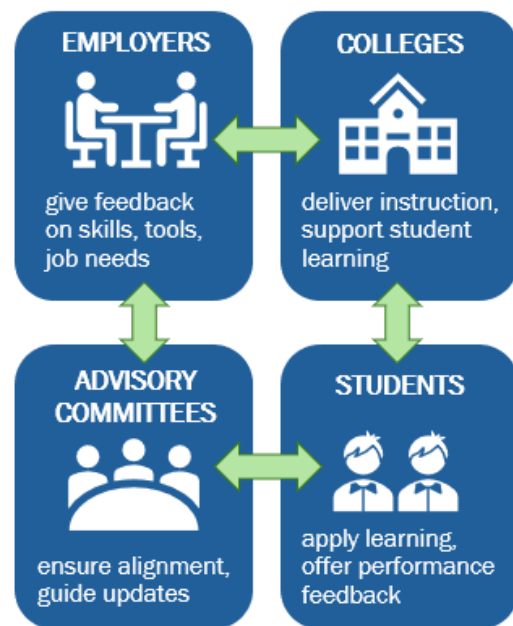 EMPLOYERS
give feedback
on skills, tools,
job needs
COLLEGES
deliver instruction,
support student
learning
ADVISORY
COMMITTEES
ensure alignment,
guide updates
STUDENTS
apply learning,
offer performance
feedback